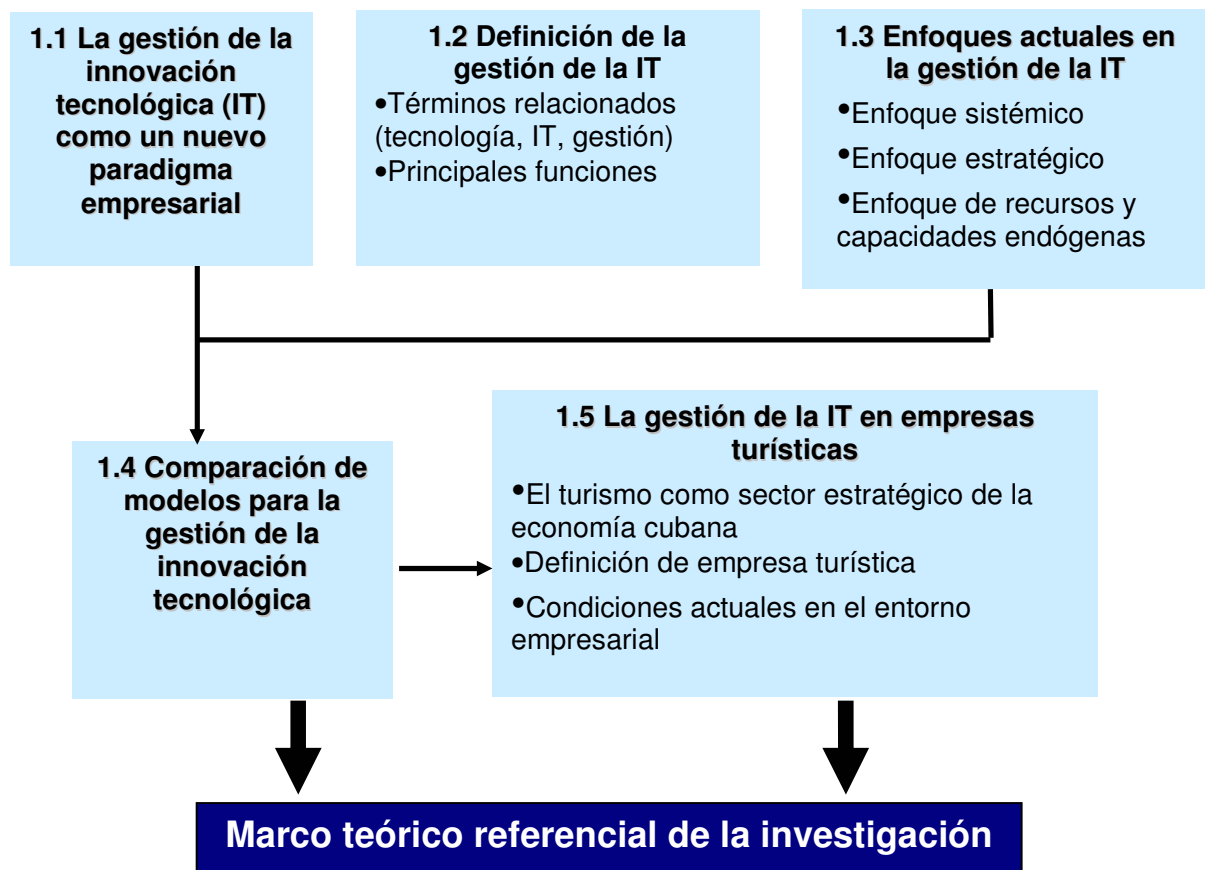 1.1 La gestión de la
innovación
tecnológica (IT)
como un nuevo
paradigma
empresarial
1.2 Definición de la
gestión de la IT
•Términos relacionados
(tecnología, IT, gestión)
•Principales funciones
1.3 Enfoques actuales en
la gestión de la IT
•Enfoque sistémico
•Enfoque estratégico
•Enfoque de recursos y
capacidades endógenas
1.4 Comparación de
modelos para la
gestión de la
innovación
tecnológica
1.5 La gestión de la IT en empresas
turísticas
•El turismo como sector estratégico de la
economía cubana
•Definición de empresa turística
•Condiciones actuales en el entorno
empresarial
Marco teórico referencial de la investigación